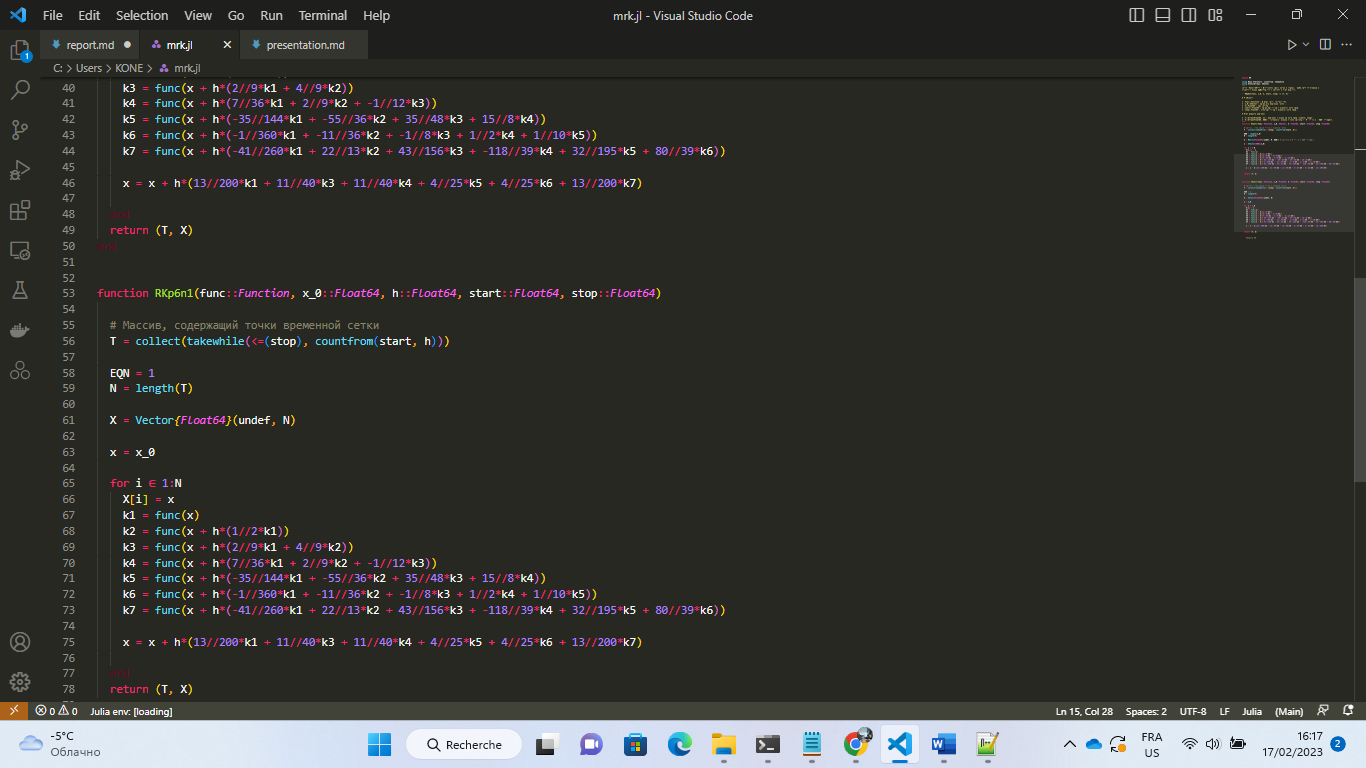 File Edit Selection View Go Run Terminal Help
mrk.jl - Visual Studio Code
report.md mrk.jl presentation.md
C: > Users > KONE > mrk.jl
40 k3 = func(x + h*(2//9*k1 + 4//9*k2))
41 k4 = func(x + h*(7//36*k1 + 2//9*k2 + -1//12*k3))
42 k5 = func(x + h*(-35//144*k1 + -55//36*k2 + 35//48*k3 + 15//8*k4))
43 k6 = func(x + h*(-1//360*k1 + -11//36*k2 + -1//8*k3 + 1//2*k4 + 1//10*k5))
44 k7 = func(x + h*(-41//260*k1 + 22//13*k2 + 43//156*k3 + -118//39*k4 + 32//195*k5 + 80//39*k6))
45
46 x = x + h*(13//200*k1 + 11//40*k3 + 11//40*k4 + 4//25*k5 + 4//25*k6 + 13//200*k7)
47
48 end
49 return (T, X)
50 end
51
52
53 function RKp6n1(func::Function, x_0::Float64, h::Float64, start::Float64, stop::Float64)
54
55 # Массив, содержащий точки временной сетки
56 T = collect(takewhile(<=(stop), countfrom(start, h)))
57
58 EQN = 1
59 N = length(T)
60
61 X = Vector{Float64}(undef, N)
62
63 x = x_0
64
65 for i ∈ 1:N
66 X[i] = x
67 k1 = func(x)
68 k2 = func(x + h*(1//2*k1))
69 k3 = func(x + h*(2//9*k1 + 4//9*k2))
70 k4 = func(x + h*(7//36*k1 + 2//9*k2 + -1//12*k3))
71 k5 = func(x + h*(-35//144*k1 + -55//36*k2 + 35//48*k3 + 15//8*k4))
72 k6 = func(x + h*(-1//360*k1 + -11//36*k2 + -1//8*k3 + 1//2*k4 + 1//10*k5))
73 k7 = func(x + h*(-41//260*k1 + 22//13*k2 + 43//156*k3 + -118//39*k4 + 32//195*k5 + 80//39*k6))
74
75 x = x + h*(13//200*k1 + 11//40*k3 + 11//40*k4 + 4//25*k5 + 4//25*k6 + 13//200*k7)
76
77 end
78 return (T, X)
0 0 Julia env: [loading] Ln 15, Col 28 Spaces: 2 UTF-8 LF Julia (Main)
-5°C
Облачно
Recherche
FRA
US
16:17
17/02/2023
2